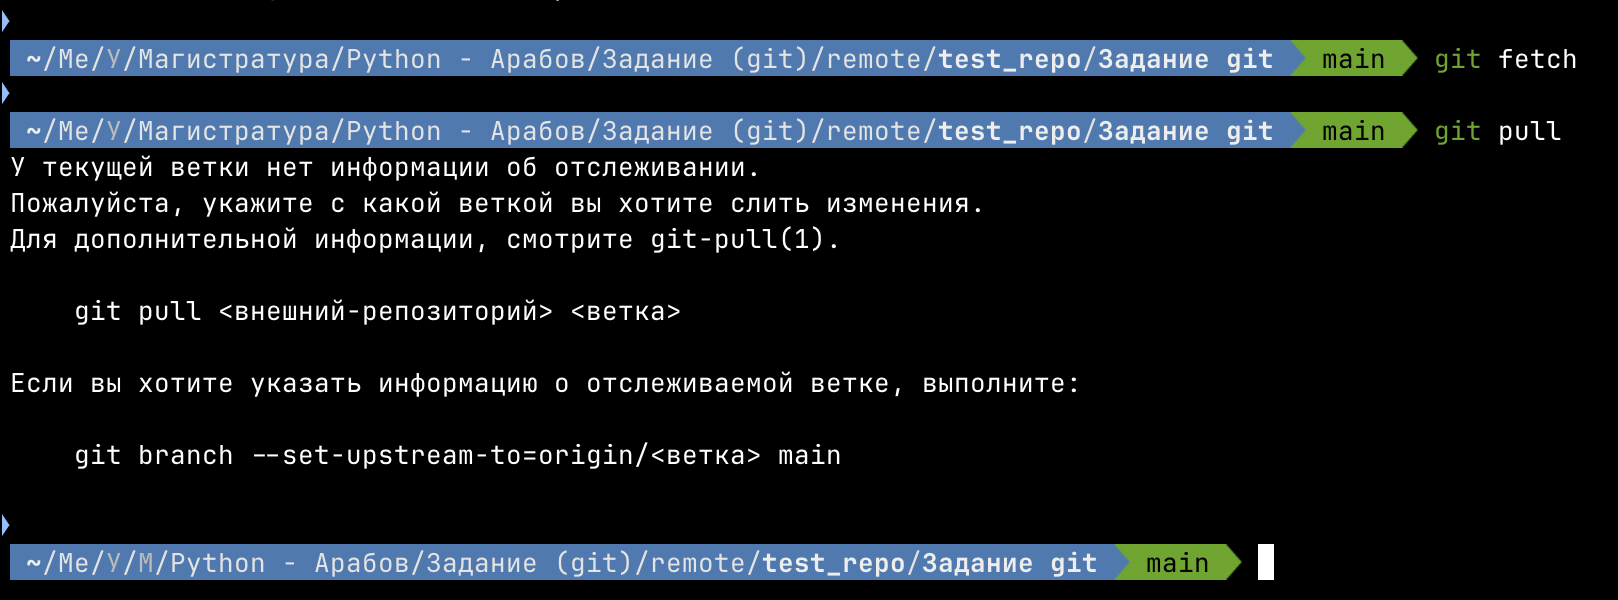 ~/Ме/У/Магистратура/Python - Арабов/Задание (git)/remote/test_repo/Задание git main git fetch
~/Ме/У/Магистратура/Python - Арабов/Задание (git)/remote/test_repo/Задание git main git pull
У текущей ветки нет информации об отслеживании.
Пожалуйста, укажите с какой веткой вы хотите слить изменения.
Для дополнительной информации, смотрите git-pull(1).
git pull <внешний-репозиторий> <ветка>
Если вы хотите указать информацию о отслеживаемой ветке, выполните:
git branch --set-upstream-to=origin/<ветка> main
~/Ме/У/М/Python - Арабов/Задание (git)/remote/test_repo/Задание git main